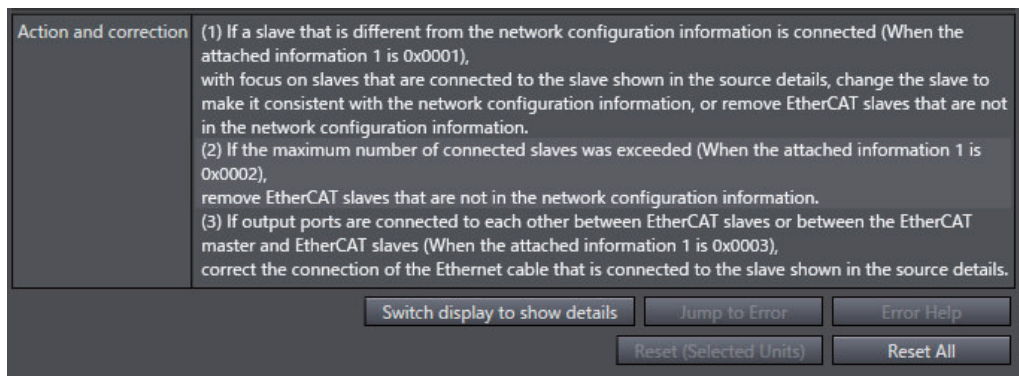 Action and correction
(1) If a slave that is different from the network configuration information is connected (When the
attached information 1 is 0x0001),
with focus on slaves that are connected to the slave shown in the source details, change the slave to
make it consistent with the network configuration information, or remove EtherCAT slaves that are not
in the network configuration information.
(2) If the maximum number of connected slaves was exceeded (When the attached information 1 is
0x0002),
remove EtherCAT slaves that are not in the network configuration information.
(3) If output ports are connected to each other between EtherCAT slaves or between the EtherCAT
master and EtherCAT slaves (When the attached information 1 is 0x0003),
correct the connection of the Ethernet cable that is connected to the slave shown in the source details.
Switch display to show details
Jump to Error
Error Help
Reset (Selected Units)
Reset All